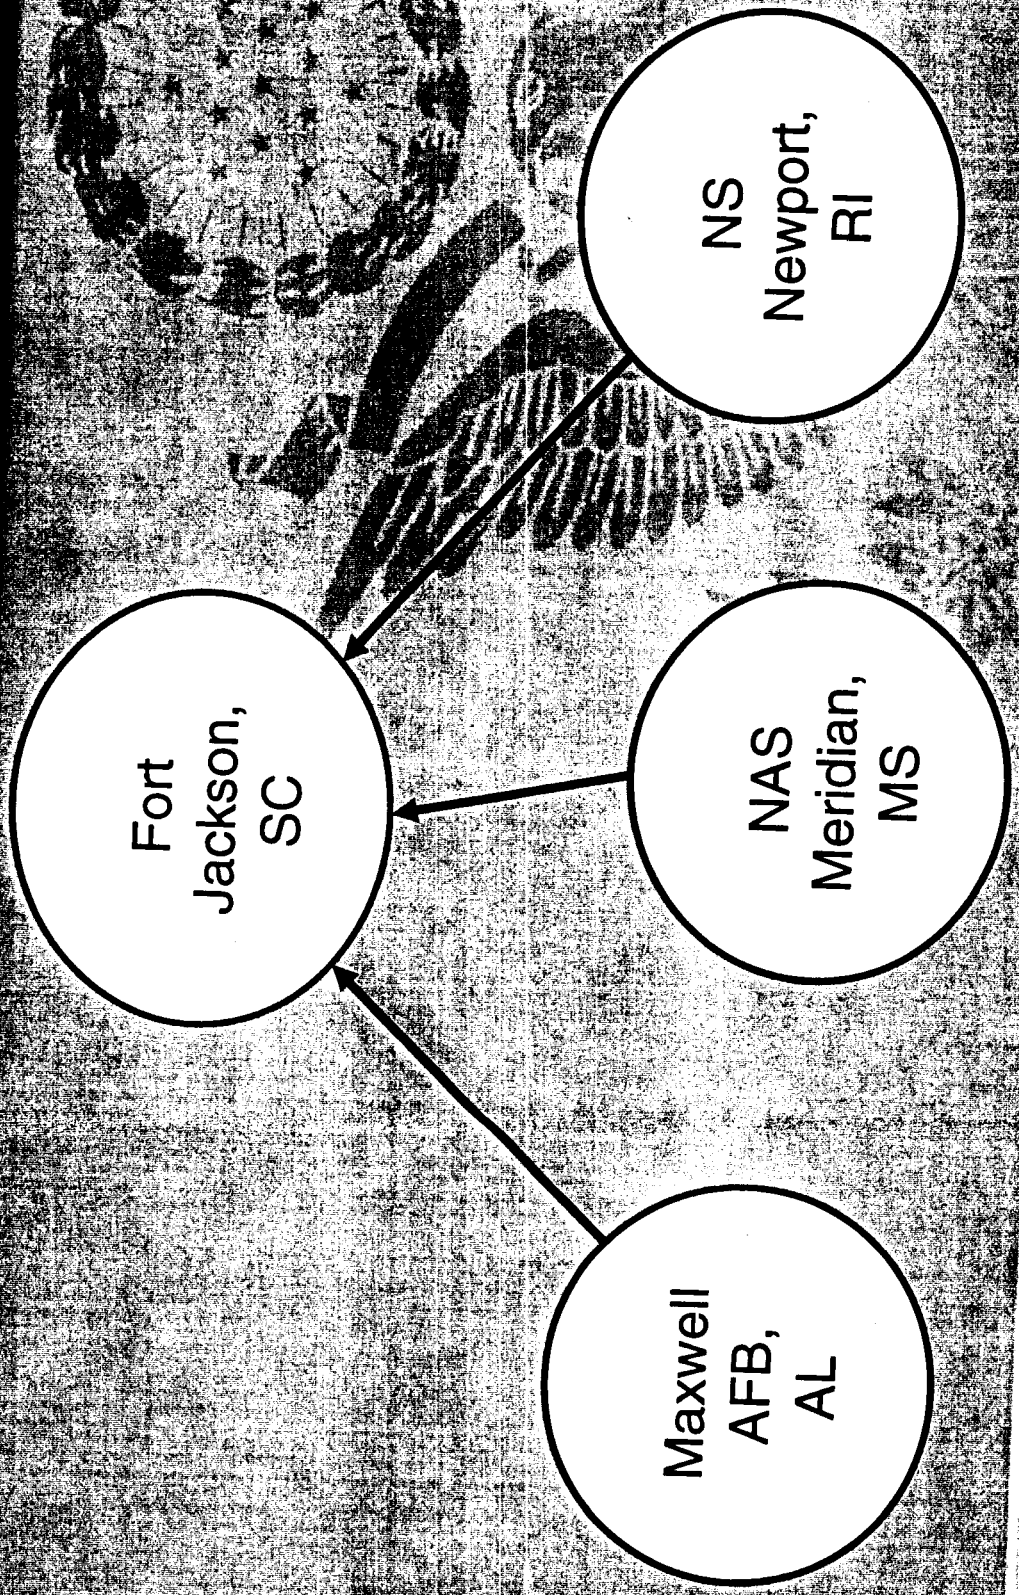 Fort
Jackson,
SC
Maxwell
AFB,
AL
NAS
Meridian,
MS
NS
Newport,
RI